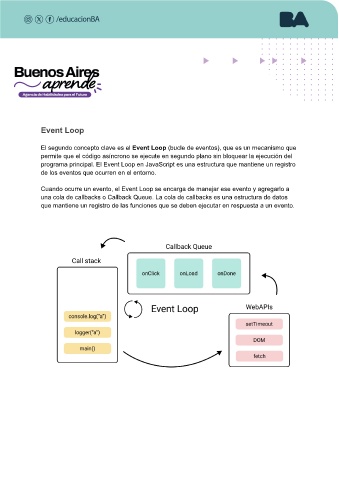 /educacionBA
BA
Buenos Aires
aprende
Agencia de Habilidades para el Futuro
Event Loop
El segundo concepto clave es el Event Loop (bucle de eventos), que es un mecanismo que
permite que el código asíncrono se ejecute en segundo plano sin bloquear la ejecución del
programa principal. El Event Loop en JavaScript es una estructura que mantiene un registro
de los eventos que ocurren en el entorno.
Cuando ocurre un evento, el Event Loop se encarga de manejar ese evento y agregarlo a
una cola de callbacks o Callback Queue. La cola de callbacks es una estructura de datos
que mantiene un registro de las funciones que se deben ejecutar en respuesta a un evento.
Callback Queue
Call stack
onClick onLoad onDone
Event Loop
WebAPIs
console.log("a")
logger("a")
main()
setTimeout
DOM
fetch